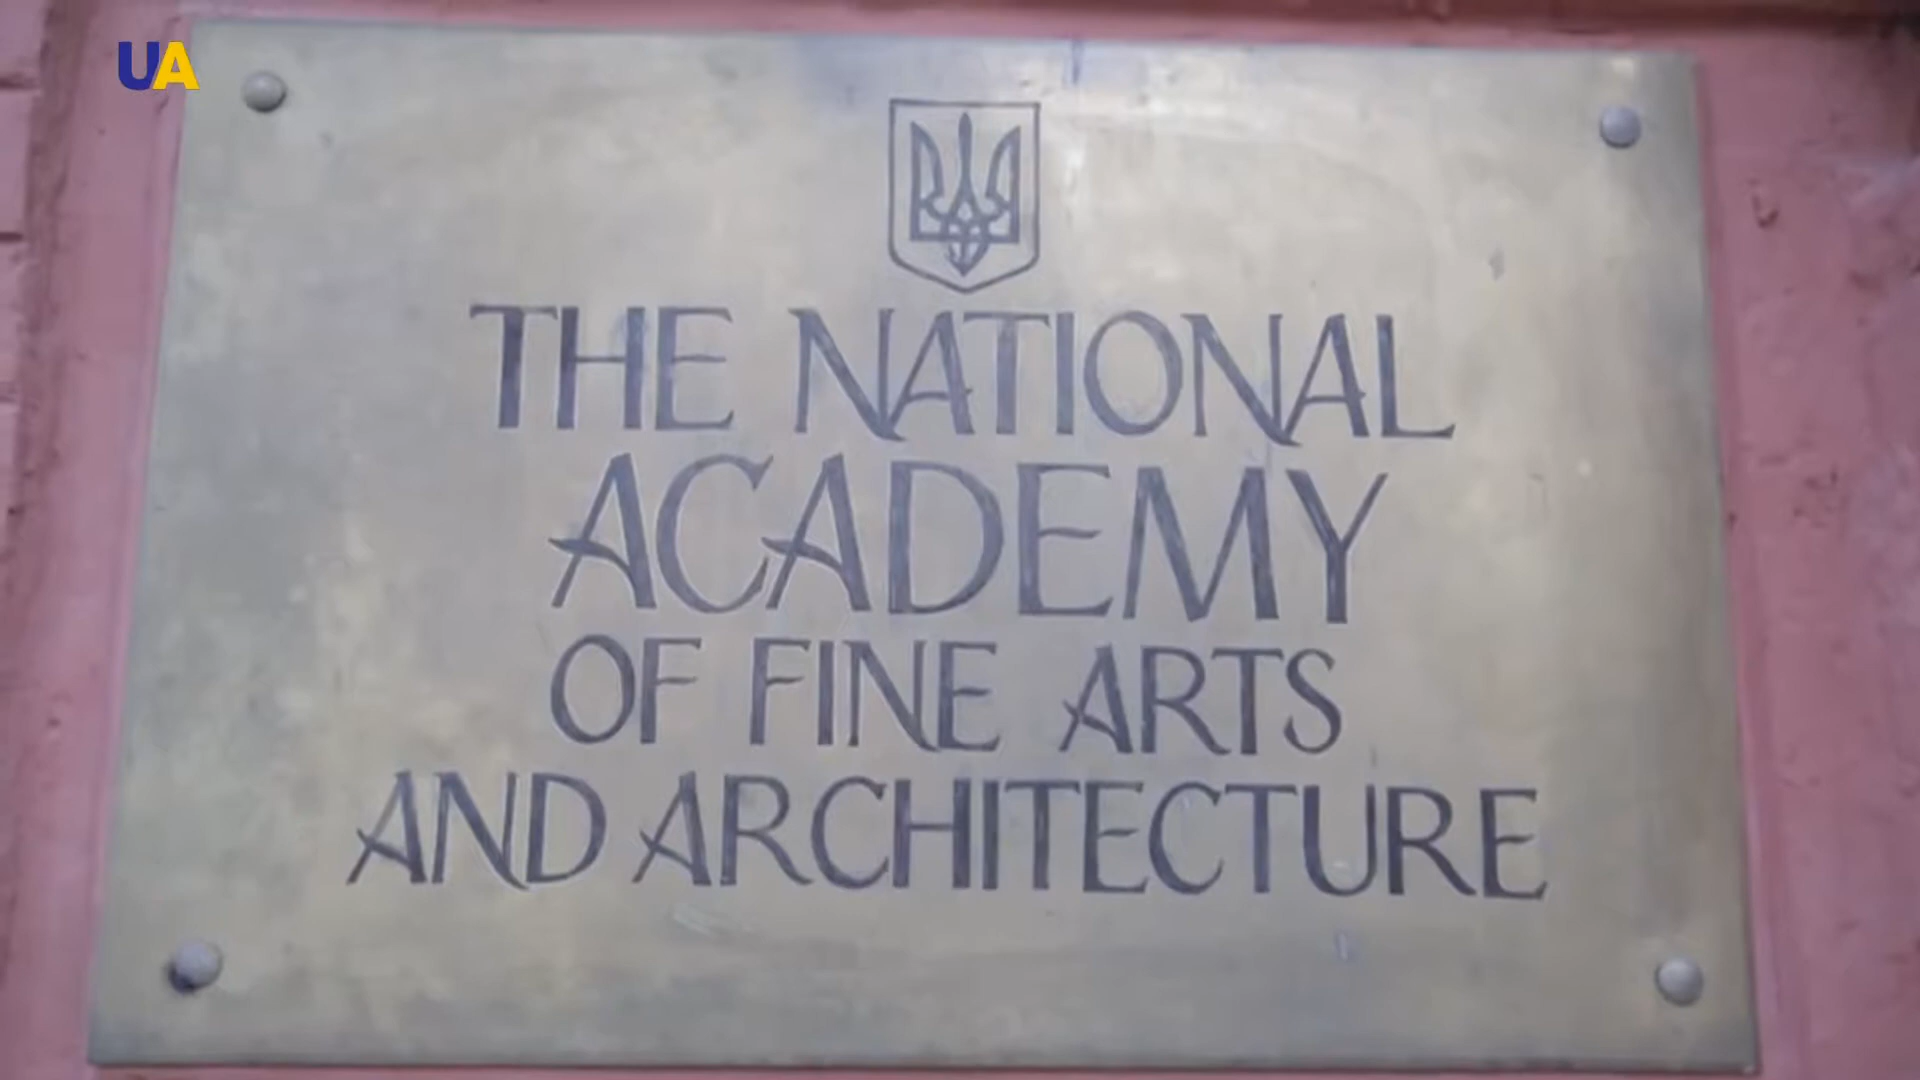 UA
THE NATIONAL
ACADEMY
OF FINE ARTS
AND ARCHITECTURE